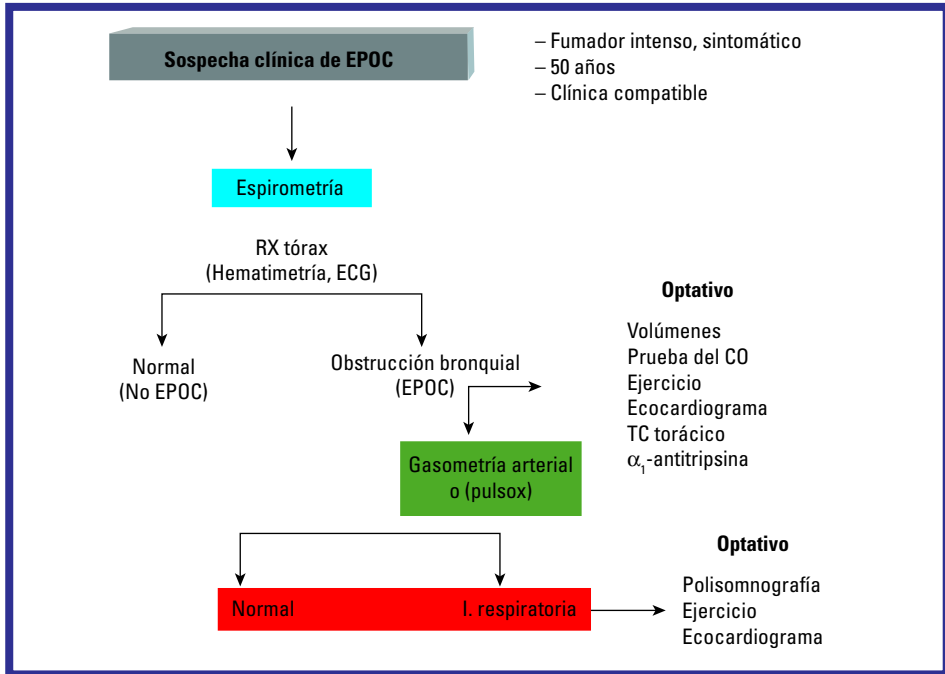 Sospecha clínica de EPOC
– Fumador intenso, sintomático
– 50 años
– Clínica compatible
Espirometría
RX tórax
(Hematimetría, ECG)
Normal
(No EPOC)
Obstrucción bronquial
(EPOC)
Optativo
Volúmenes
Prueba del CO
Ejercicio
Ecocardiograma
TC torácico
α₁-antitripsina
Gasometría arterial
o (pulsox)
Normal
I. respiratoria
Optativo
Polisomnografía
Ejercicio
Ecocardiograma